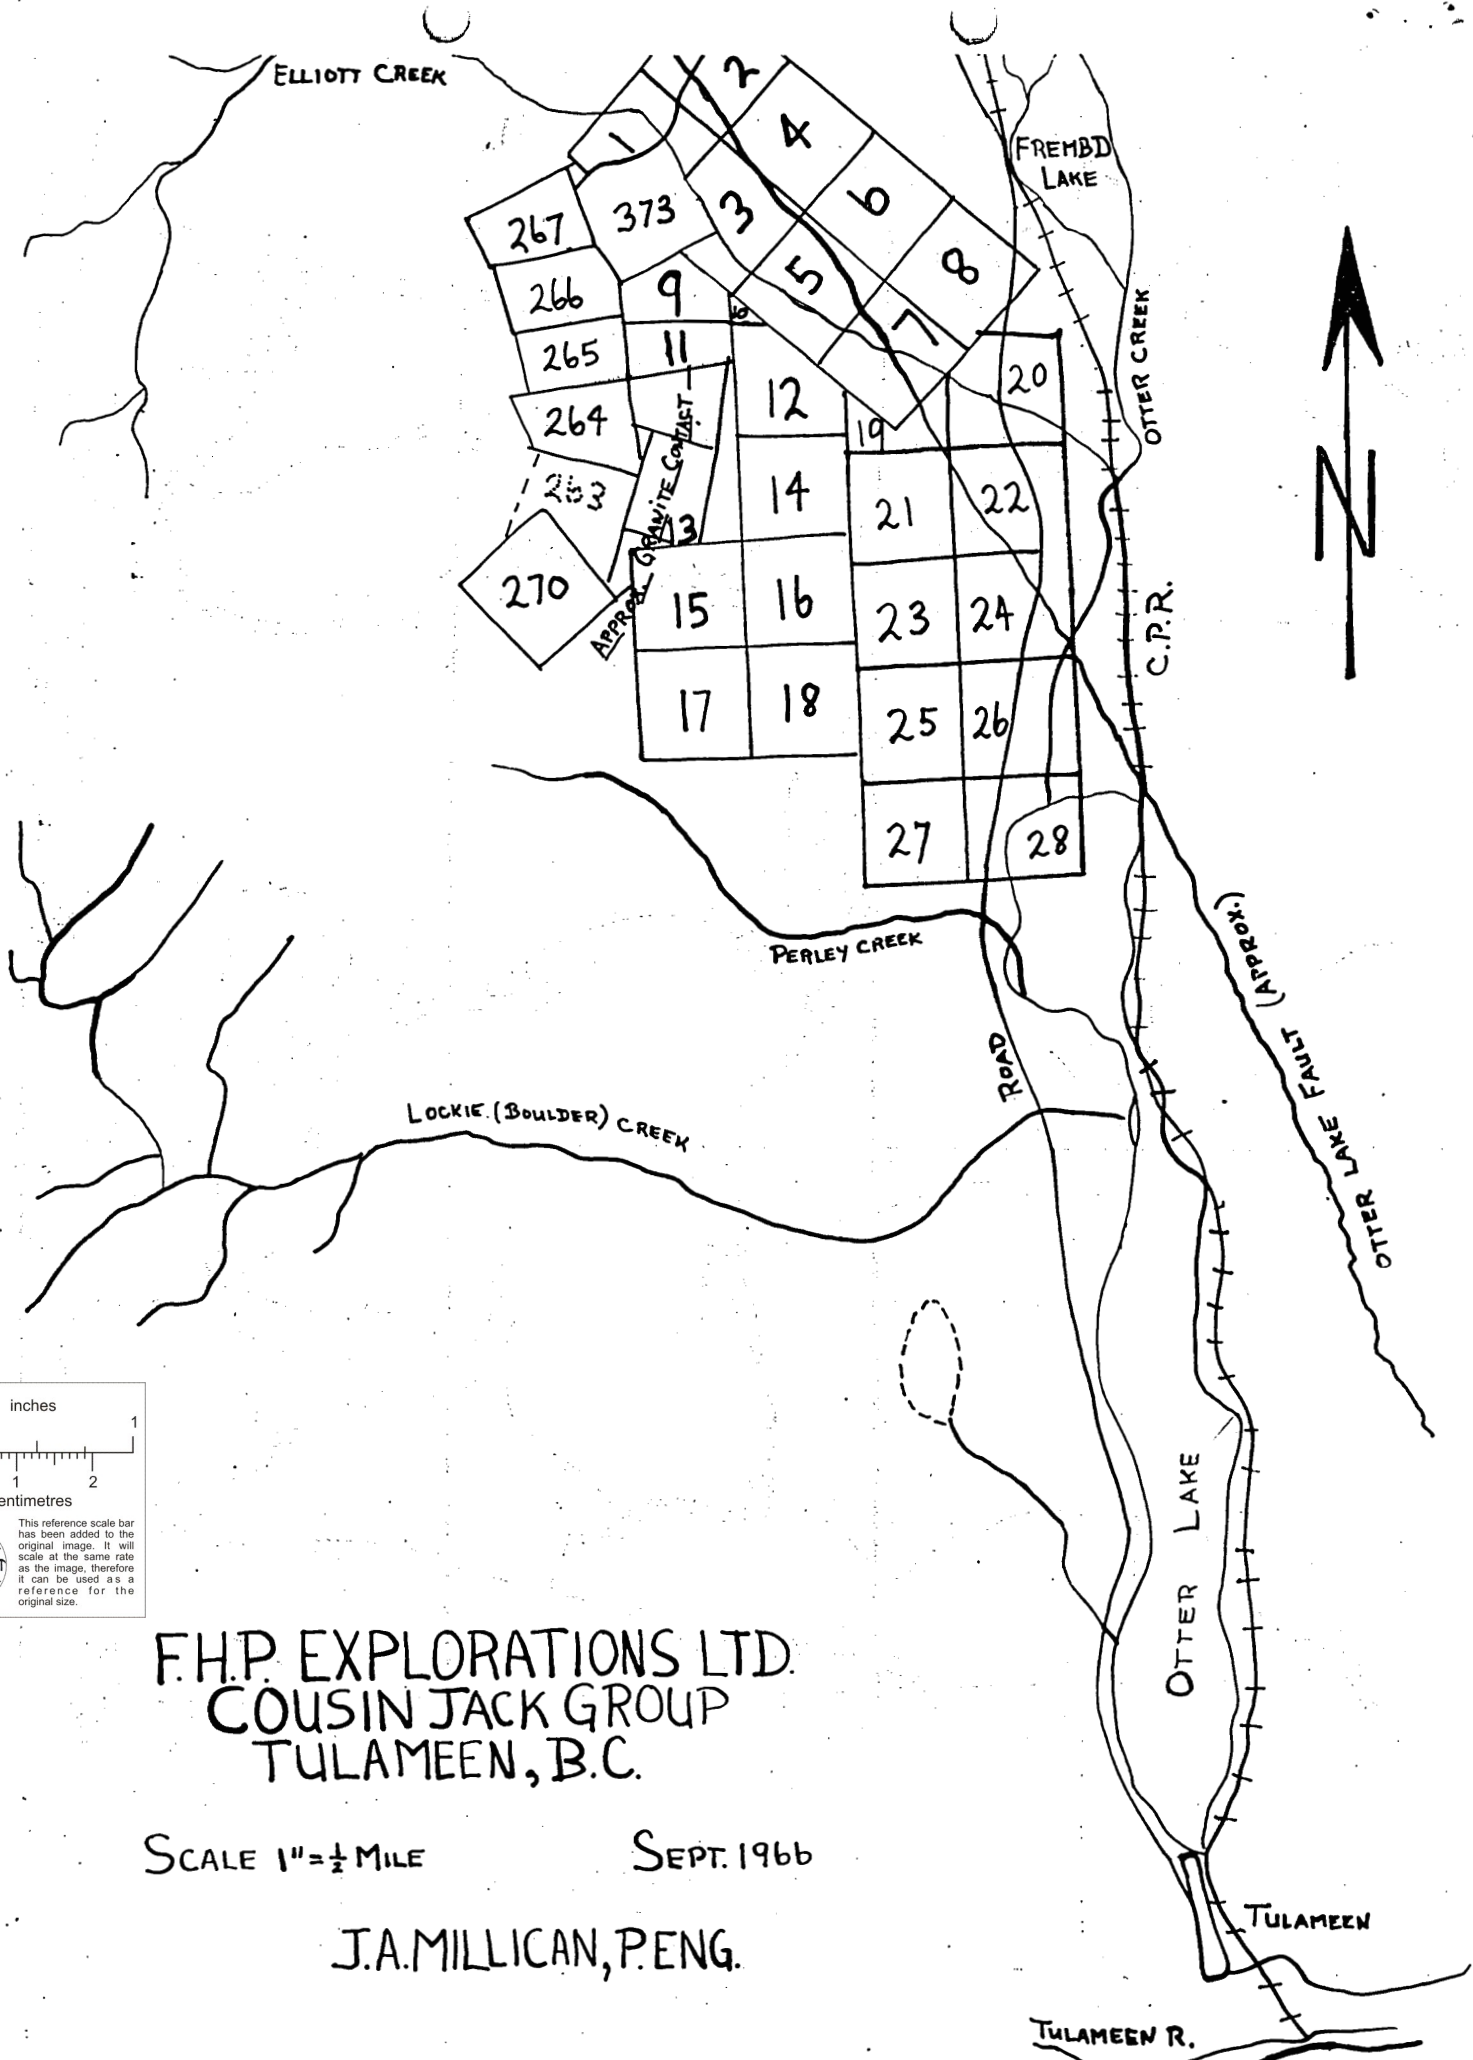 ELLIOTT CREEK
2
4
1
FREMBD
LAKE
267
373
3
6
8
266
9
5
10
7
265
11
20
12
OTTER CREEK
264
19
263
14
21
22
APPROX. GRANITE CONTACT
13
270
15
16
23
24
C.P.R.
17
18
25
26
27
28
PERLEY CREEK
OTTER LAKE FAULT (APPROX.)
ROAD
LOCKIE (BOULDER) CREEK
inches
1
1 2
entimetres
This reference scale bar
has been added to the
original image. It will
scale at the same rate
as the image, therefore
it can be used as a
reference for the
original size.
OTTER LAKE
F.H.P. EXPLORATIONS LTD.
COUSIN JACK GROUP
TULAMEEN, B.C.
SCALE 1" = ½ MILE
SEPT. 1966
J.A. MILLICAN, P.ENG.
TULAMEEN
TULAMEEN R.
N